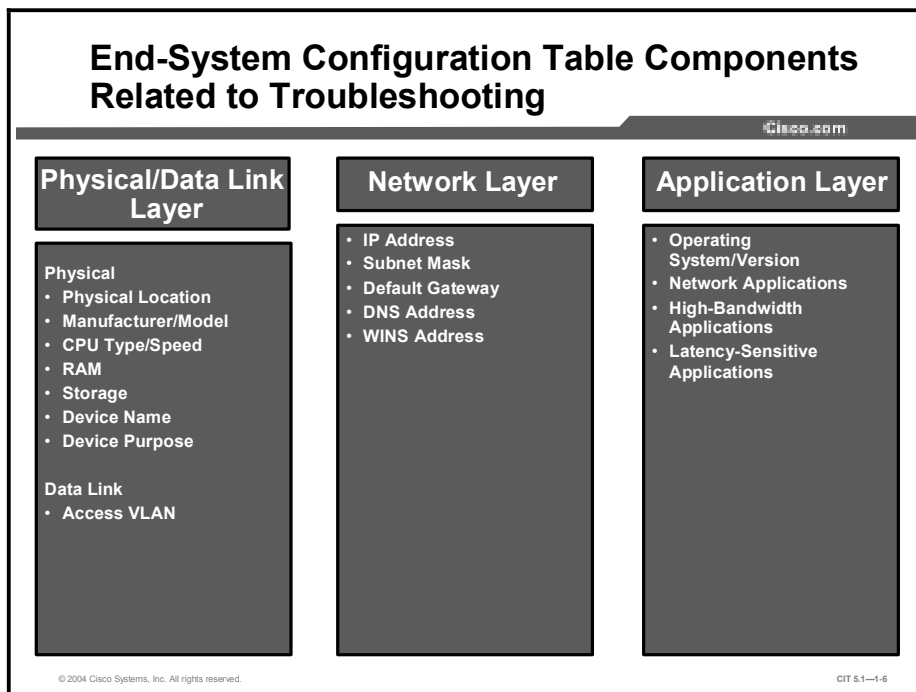 End-System Configuration Table Components
Related to Troubleshooting
Cisco.com
Physical/Data Link
Layer
Physical
• Physical Location
• Manufacturer/Model
• CPU Type/Speed
• RAM
• Storage
• Device Name
• Device Purpose
Data Link
• Access VLAN
Network Layer
• IP Address
• Subnet Mask
• Default Gateway
• DNS Address
• WINS Address
Application Layer
• Operating
System/Version
• Network Applications
• High-Bandwidth
Applications
• Latency-Sensitive
Applications
© 2004 Cisco Systems, Inc. All rights reserved.
CIT 5.1—1-6